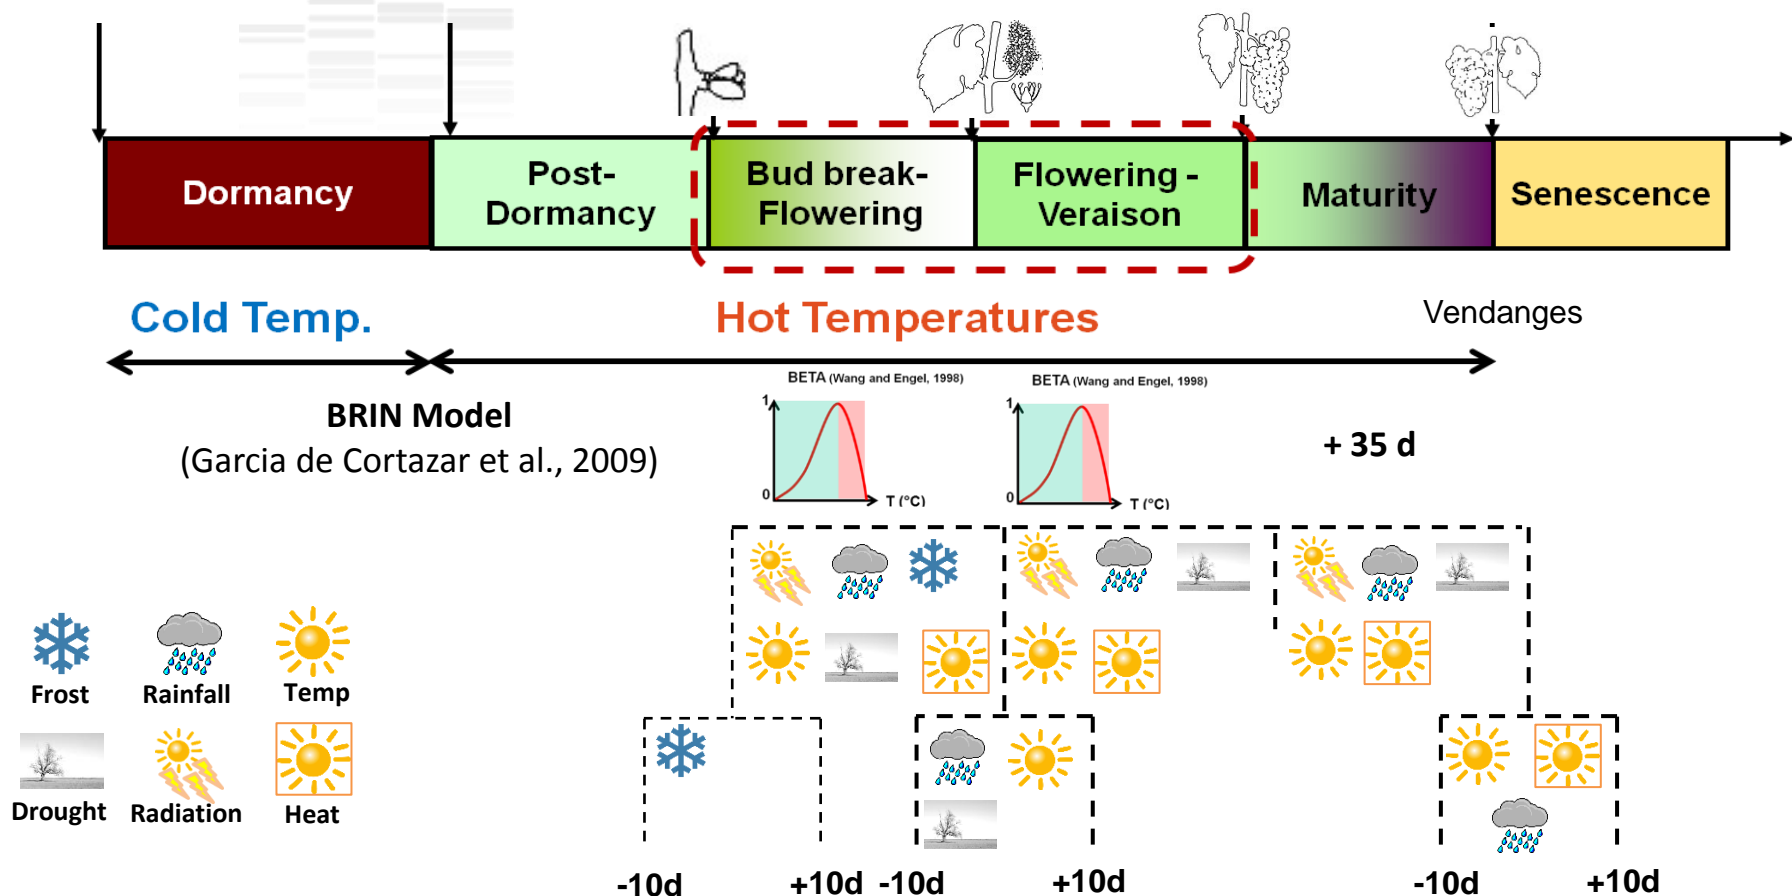 Dormancy
Post-
Dormancy
Bud break-
Flowering
Flowering -
Veraison
Maturity
Senescence
Cold Temp.
Hot Temperatures
Vendanges
BRIN Model
(Garcia de Cortazar et al., 2009)
BETA (Wang and Engel, 1998)
1
0
T (°C)
BETA (Wang and Engel, 1998)
1
0
T (°C)
+ 35 d
Frost
Rainfall
Temp
Drought
Radiation
Heat
-10d
+10d
-10d
+10d
-10d
+10d